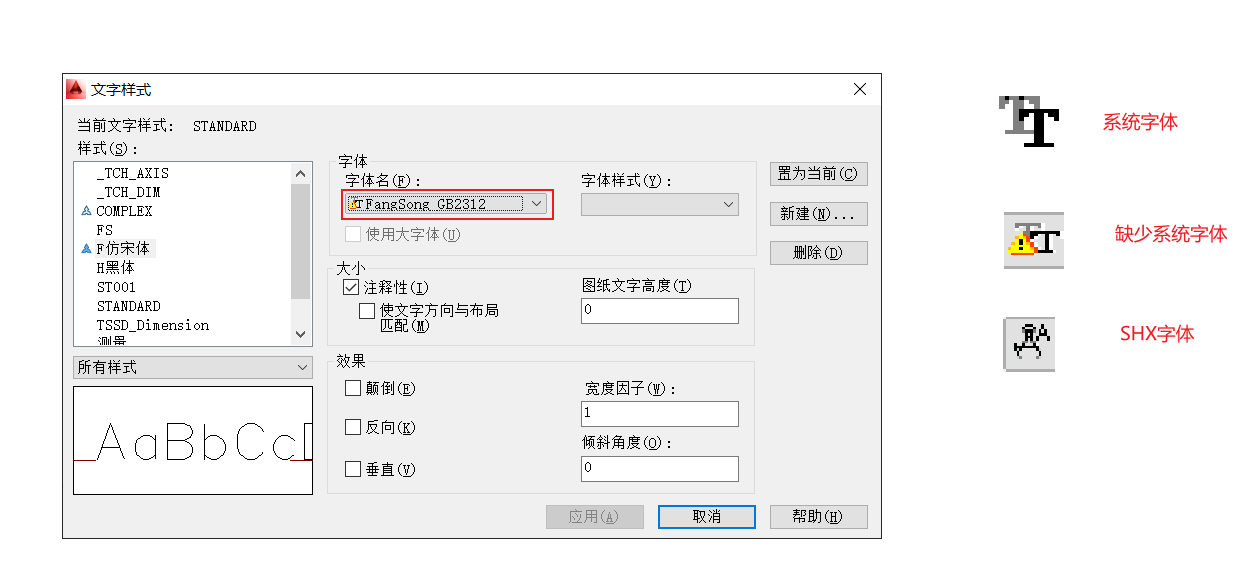 文字样式
当前文字样式: STANDARD
样式(S):
_TCH_AXIS
_TCH_DIM
COMPLEX
FS
F仿宋体
H黑体
ST001
STANDARD
TSSD_Dimension
测量
所有样式
AaBbCcD
字体
字体名(F):
FangSong_GB2312
使用大字体(U)
字体样式(Y):
大小
注释性(I)
使文字方向与布局
匹配(M)
图纸文字高度(T)
0
效果
颠倒(E)
反向(K)
垂直(V)
宽度因子(W):
1
倾斜角度(O):
0
置为当前(C)
新建(N)...
删除(D)
应用(A)
取消
帮助(H)
系统字体
缺少系统字体
SHX字体